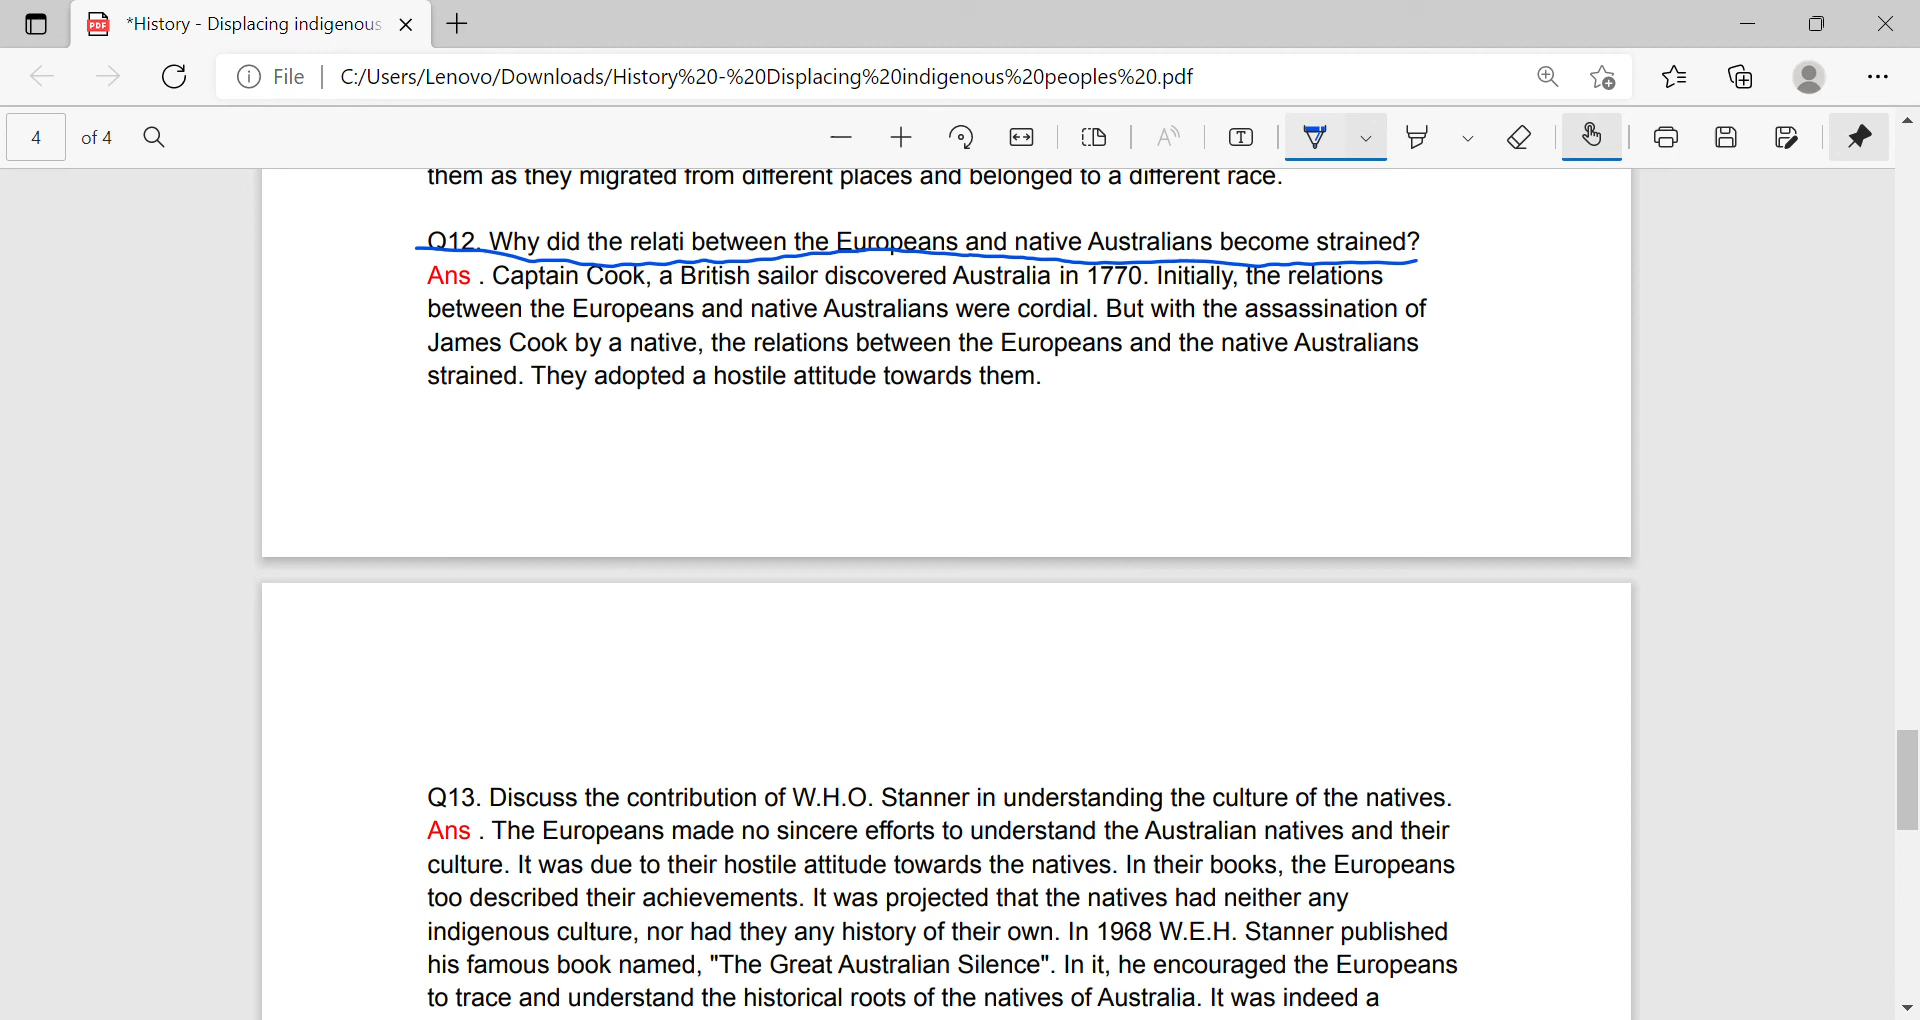 *History - Displacing indigenous
File
C:/Users/Lenovo/Downloads/History%20-%20Displacing%20indigenous%20peoples%20.pdf
4 of 4
them as they migrated from different places and belonged to a different race.
Q12. Why did the relati between the Europeans and native Australians become strained?
Ans . Captain Cook, a British sailor discovered Australia in 1770. Initially, the relations
between the Europeans and native Australians were cordial. But with the assassination of
James Cook by a native, the relations between the Europeans and the native Australians
strained. They adopted a hostile attitude towards them.
Q13. Discuss the contribution of W.H.O. Stanner in understanding the culture of the natives.
Ans . The Europeans made no sincere efforts to understand the Australian natives and their
culture. It was due to their hostile attitude towards the natives. In their books, the Europeans
too described their achievements. It was projected that the natives had neither any
indigenous culture, nor had they any history of their own. In 1968 W.E.H. Stanner published
his famous book named, "The Great Australian Silence". In it, he encouraged the Europeans
to trace and understand the historical roots of the natives of Australia. It was indeed a